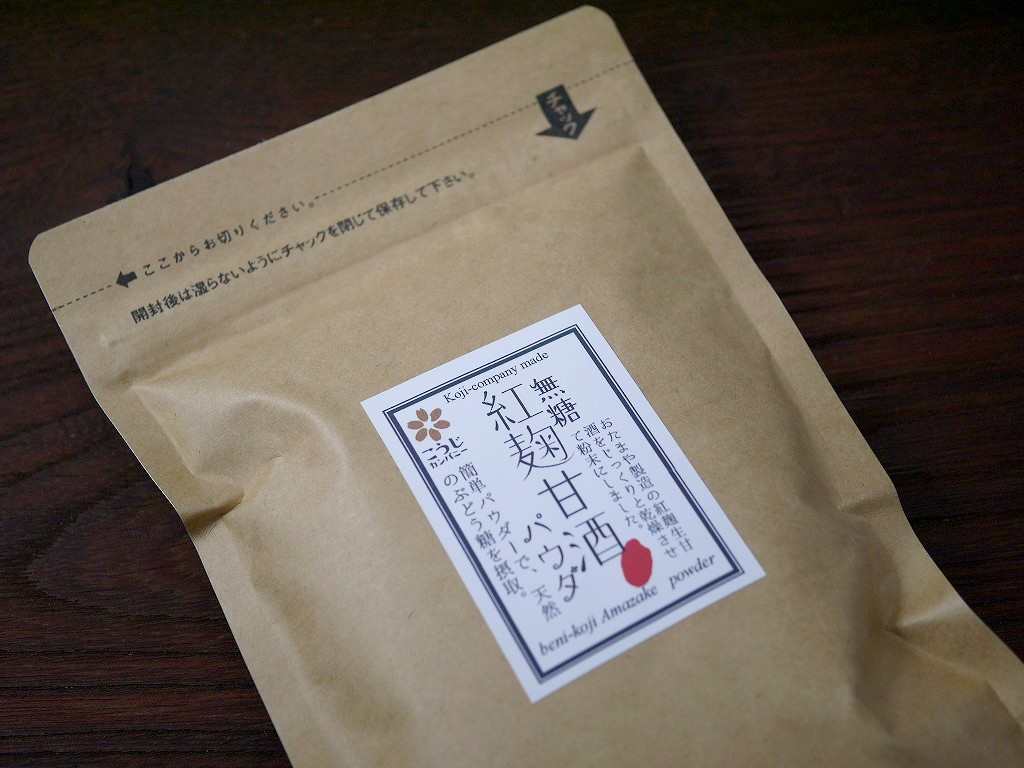 チャック
ここからお切りください。
開封後は湿らないようにチャックを閉じて保存して下さい。
Koji-company made
無糖
紅麹甘酒
パウダー
おたまや製造の紅麹生甘
酒をじっくりと乾燥させ
て粉末にしました。
こうじ
カンパニー
簡単パウダーで、天然
のぶどう糖を摂取。
beni-koji Amazake powder